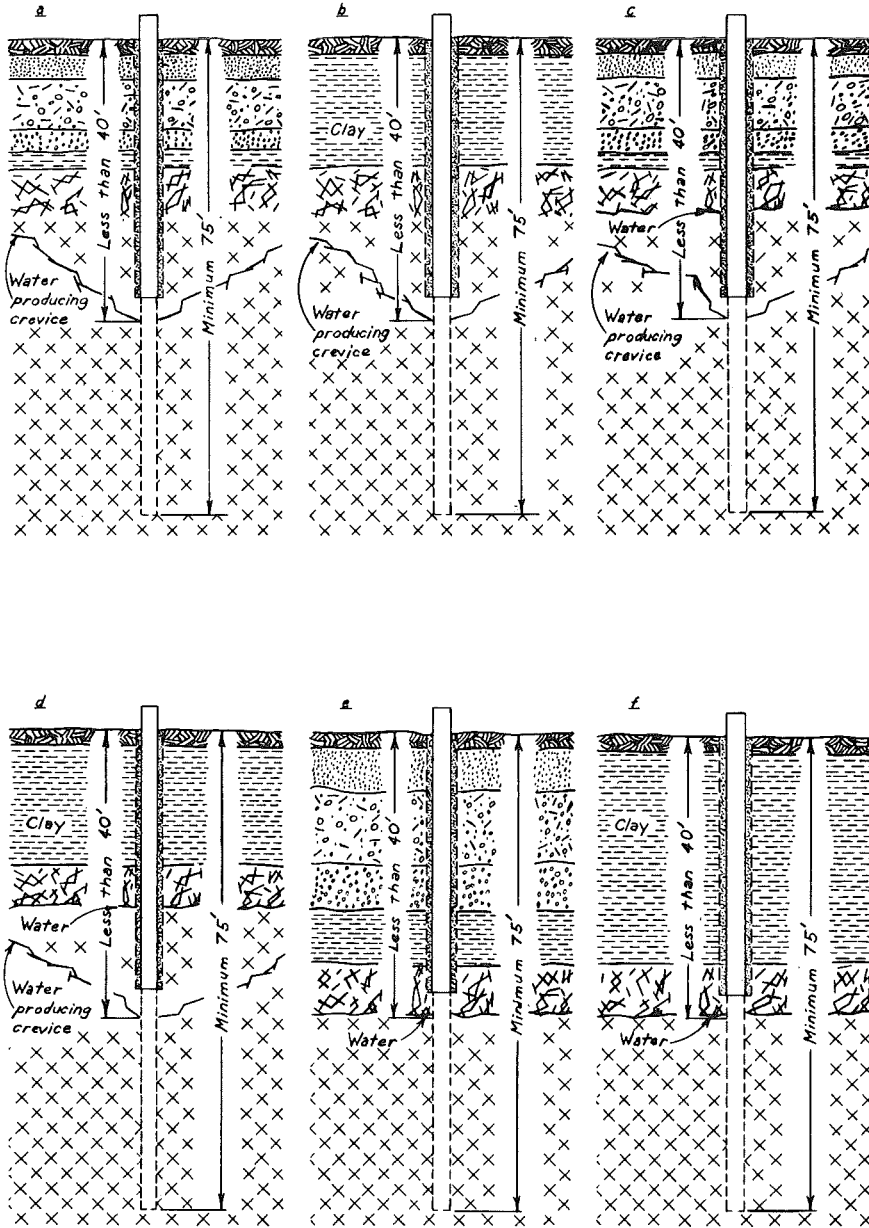 a
Less than 40'
Minimum 75'
Water
producing
crevice
b
Clay
Less than 40'
Minimum 75'
Water
producing
crevice
c
Less than 40'
Minimum 75'
Water
Water
producing
crevice
d
Clay
Less than 40'
Minimum 75'
Water
Water
producing
crevice
e
Less than 40'
Minimum 75'
Water
f
Clay
Less than 40'
Minimum 75'
Water